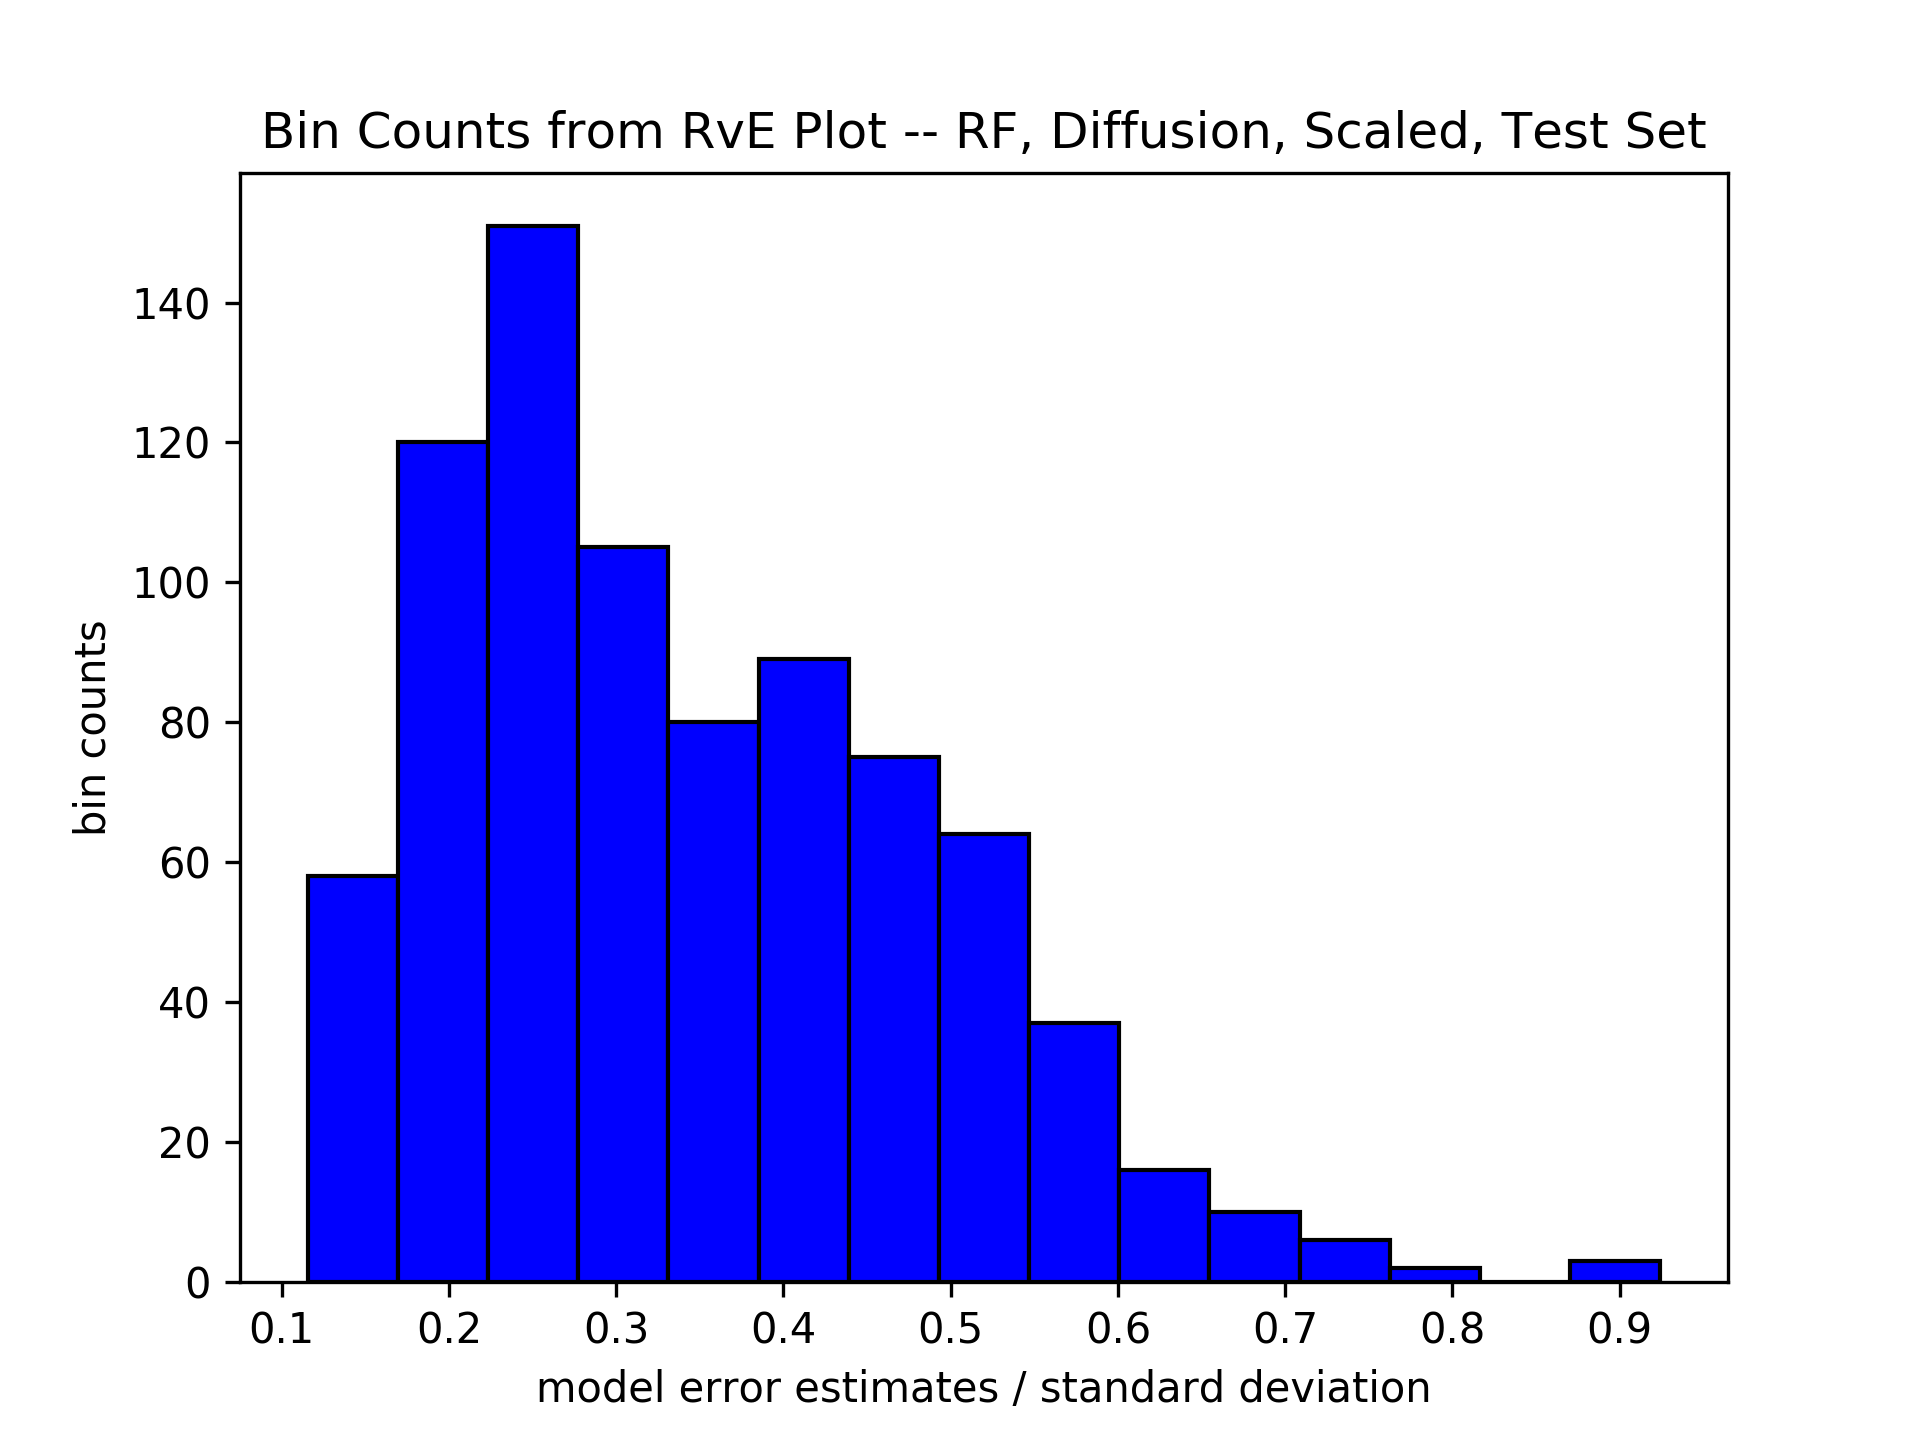 Bin Counts from RvE Plot -- RF, Diffusion, Scaled, Test Set
bin counts
140
120
100
80
60
40
20
0
0.1 0.2 0.3 0.4 0.5 0.6 0.7 0.8 0.9
model error estimates / standard deviation